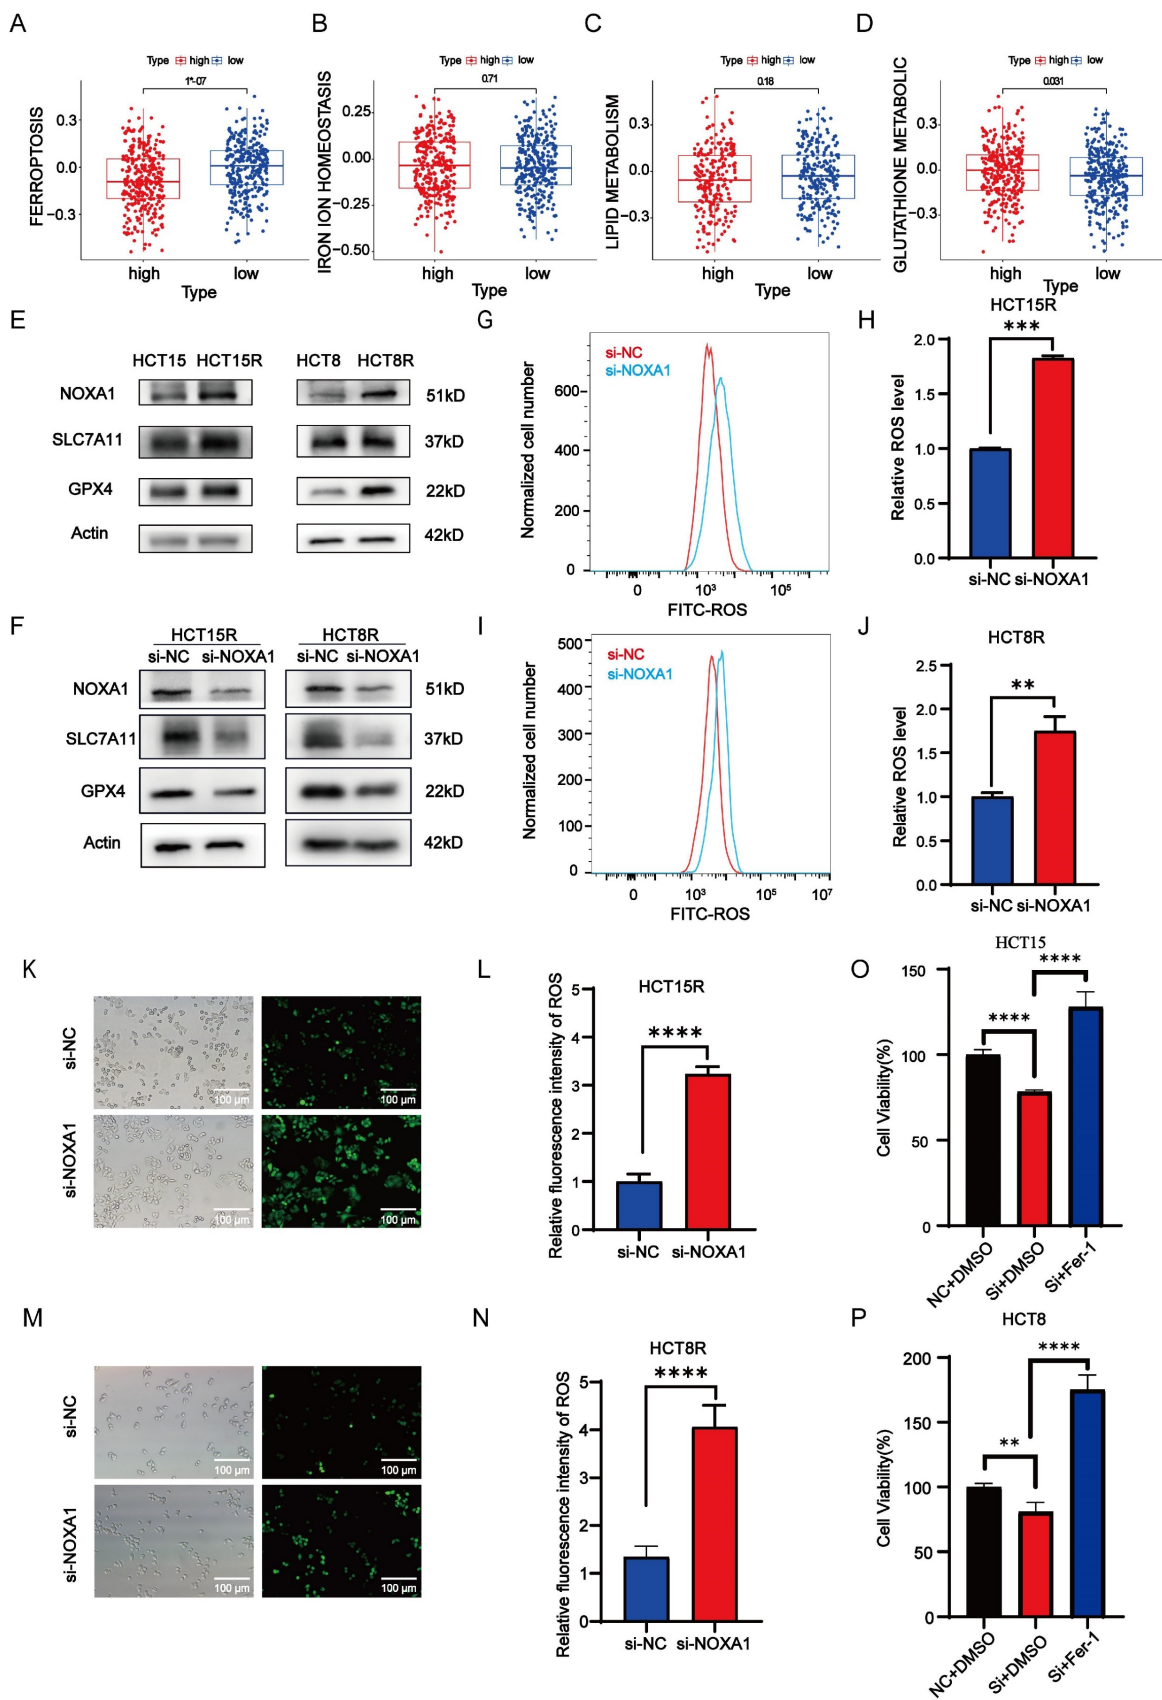 A
Type high low
1*-07
FERROPTOSIS
0.3
0.0
−0.3
high low
Type
B
Type high low
0.71
IRON ION HOMEOSTASIS
0.25
0.00
−0.25
−0.50
high low
Type
C
Type high low
0.18
LIPID METABOLISM
0.3
0.0
−0.3
high low
Type
D
Type high low
0.031
GLUTATHIONE METABOLIC
0.3
0.0
−0.3
high low
Type
E
HCT15 HCT15R HCT8 HCT8R
NOXA1 51kD
SLC7A11 37kD
GPX4 22kD
Actin 42kD
F
HCT15R HCT8R
si-NC si-NOXA1 si-NC si-NOXA1
NOXA1 51kD
SLC7A11 37kD
GPX4 22kD
Actin 42kD
G
si-NC
si-NOXA1
Normalized cell number
600
400
200
0
0 10³ 10⁵
FITC-ROS
H
HCT15R
***
Relative ROS level
2.0
1.5
1.0
0.5
0.0
si-NC si-NOXA1
I
si-NC
si-NOXA1
Normalized cell number
500
400
300
200
100
0
0 10³ 10⁵ 10⁷
FITC-ROS
J
HCT8R
**
Relative ROS level
2.5
2.0
1.5
1.0
0.5
0.0
si-NC si-NOXA1
K
si-NC
100 µm 100 µm
si-NOXA1
100 µm 100 µm
L
HCT15R
****
Relative fluorescence intensity of ROS
5
4
3
2
1
0
si-NC si-NOXA1
O
HCT15
****
****
Cell Viability(%)
150
100
50
0
NC+DMSO Si+DMSO Si+Fer-1
M
si-NC
100 µm 100 µm
si-NOXA1
100 µm 100 µm
N
HCT8R
****
Relative fluorescence intensity of ROS
5
4
3
2
1
0
si-NC si-NOXA1
P
HCT8
****
**
Cell Viability(%)
200
150
100
50
0
NC+DMSO Si+DMSO Si+Fer-1